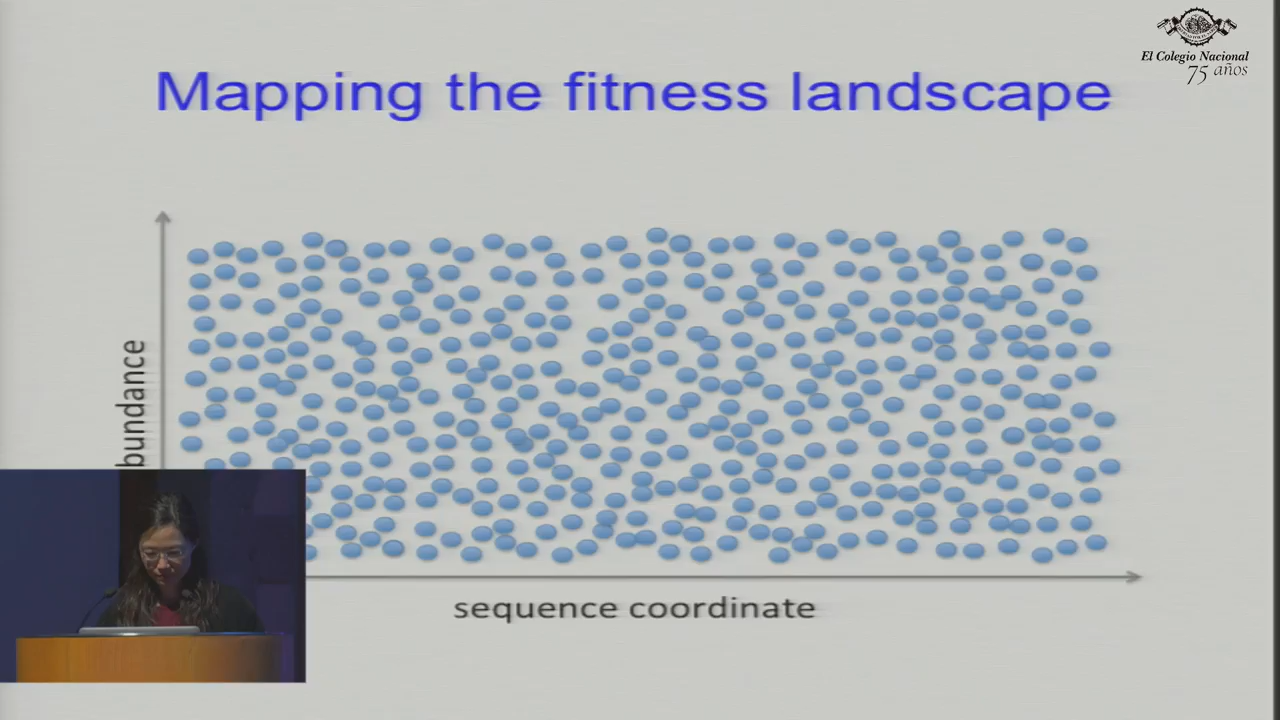 El Colegio Nacional
75 años
Mapping the fitness landscape
bundance
sequence coordinate